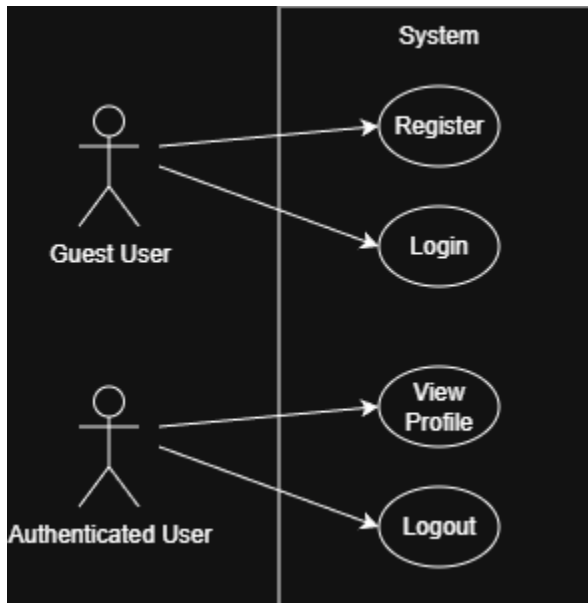 System
Register
Guest User
Login
View
Profile
Authenticated User
Logout